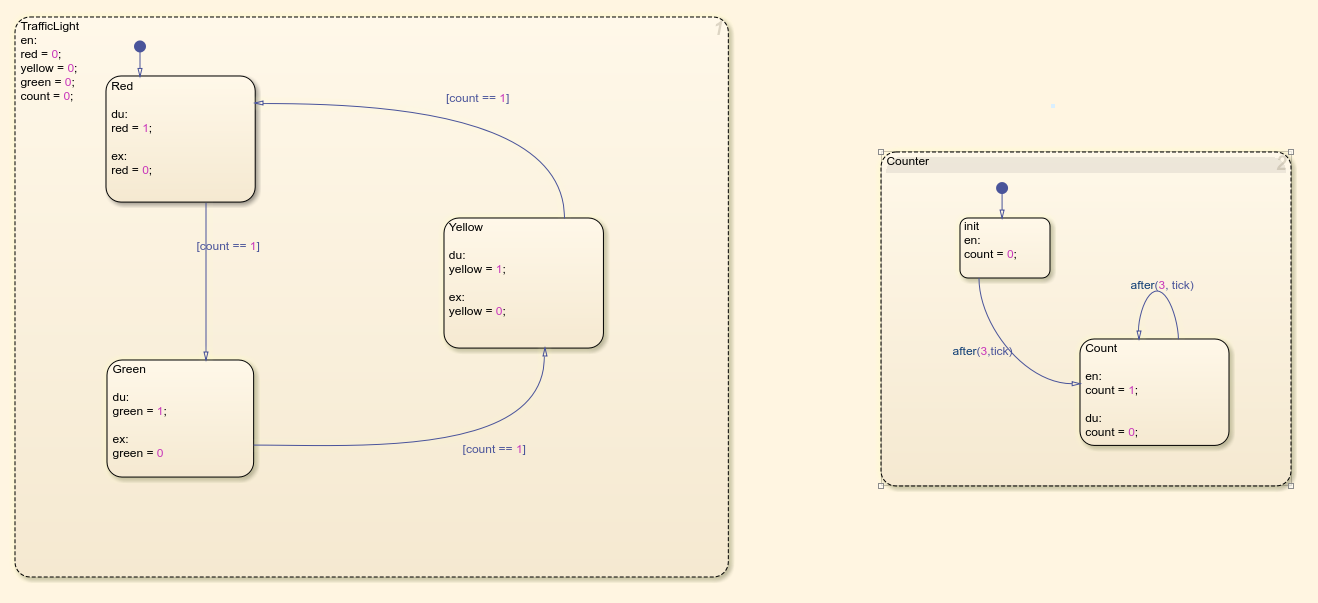 TrafficLight
1
en:
red = 0;
yellow = 0;
green = 0;
count = 0;
Red
du:
red = 1;
ex:
red = 0;
[count == 1]
[count == 1]
Yellow
du:
yellow = 1;
ex:
yellow = 0;
Green
du:
green = 1;
ex:
green = 0
[count == 1]
Counter
2
init
en:
count = 0;
after(3, tick)
after(3,tick)
Count
en:
count = 1;
du:
count = 0;